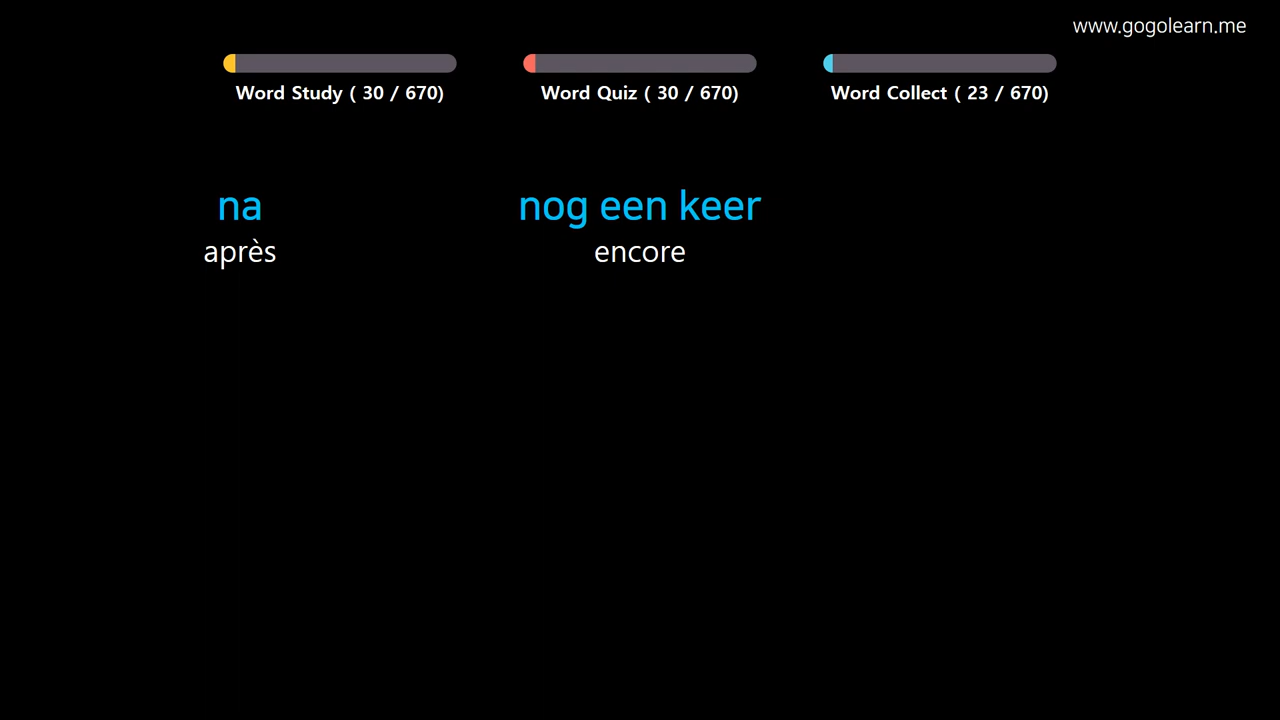 www.gogolearn.me
Word Study ( 30 / 670)
Word Quiz ( 30 / 670)
Word Collect ( 23 / 670)
na
après
nog een keer
encore